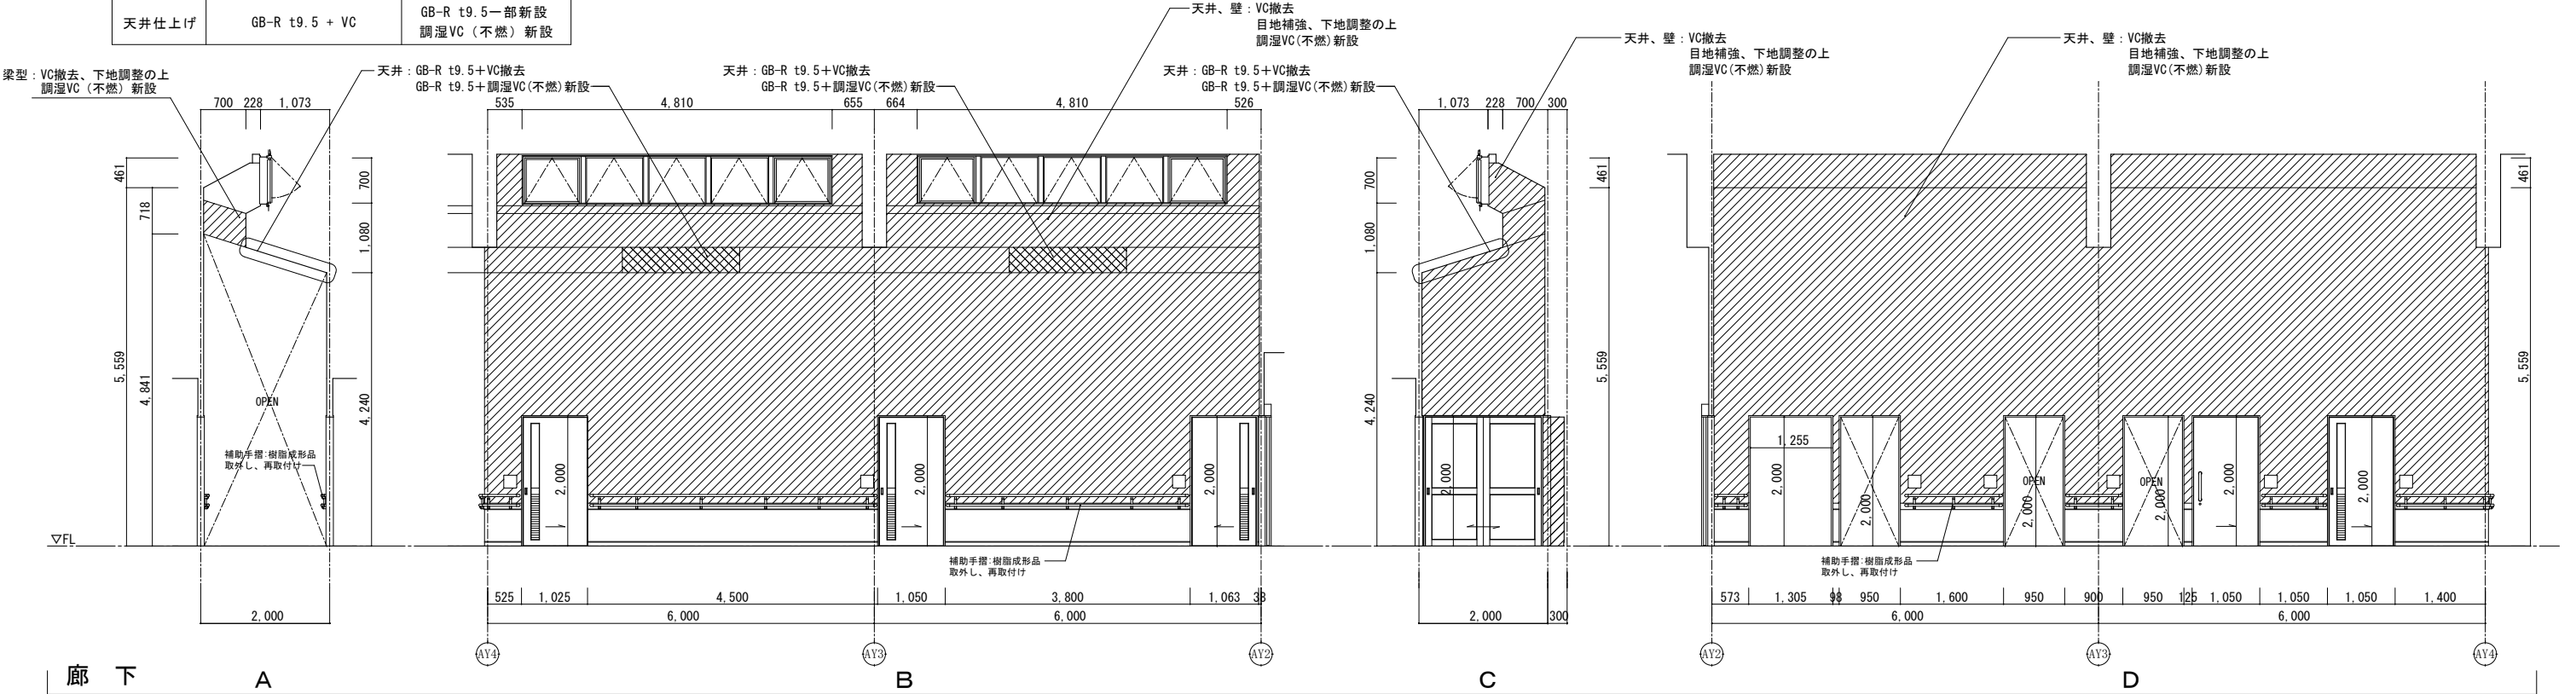 天井仕上げ GB-R t9.5 + VC GB-R t9.5一部新設
調湿VC（不燃）新設
梁型：VC撤去、下地調整の上
調湿VC（不燃）新設
天井：GB-R t9.5＋VC撤去
GB-R t9.5＋調湿VC(不燃)新設
天井：GB-R t9.5＋VC撤去
GB-R t9.5＋調湿VC(不燃)新設
天井、壁：VC撤去
目地補強、下地調整の上
調湿VC(不燃)新設
天井：GB-R t9.5＋VC撤去
GB-R t9.5＋調湿VC(不燃)新設
天井、壁：VC撤去
目地補強、下地調整の上
調湿VC(不燃)新設
天井、壁：VC撤去
目地補強、下地調整の上
調湿VC(不燃)新設
700 228 1,073
461
718
5,559
4,841
700
1,080
4,240
OPEN
補助手摺:樹脂成形品
取外し、再取付け
▽FL
2,000
535 4,810 655 664 4,810 526
2,000 2,000 2,000
補助手摺:樹脂成形品
取外し、再取付け
525 1,025 4,500 1,050 3,800 1,063 38
6,000 6,000
AY4 AY3 AY2
1,073 228 700 300
700
1,080
4,240
461
5,559
2,000
2,000 300
1,255
2,000 2,000 2,000 2,000 2,000 2,000
OPEN OPEN
461
5,559
補助手摺:樹脂成形品
取外し、再取付け
573 1,305 98 950 1,600 950 900 950 125 1,050 1,050 1,050 1,400
6,000 6,000
AY2 AY3 AY4
廊 下 A B C D